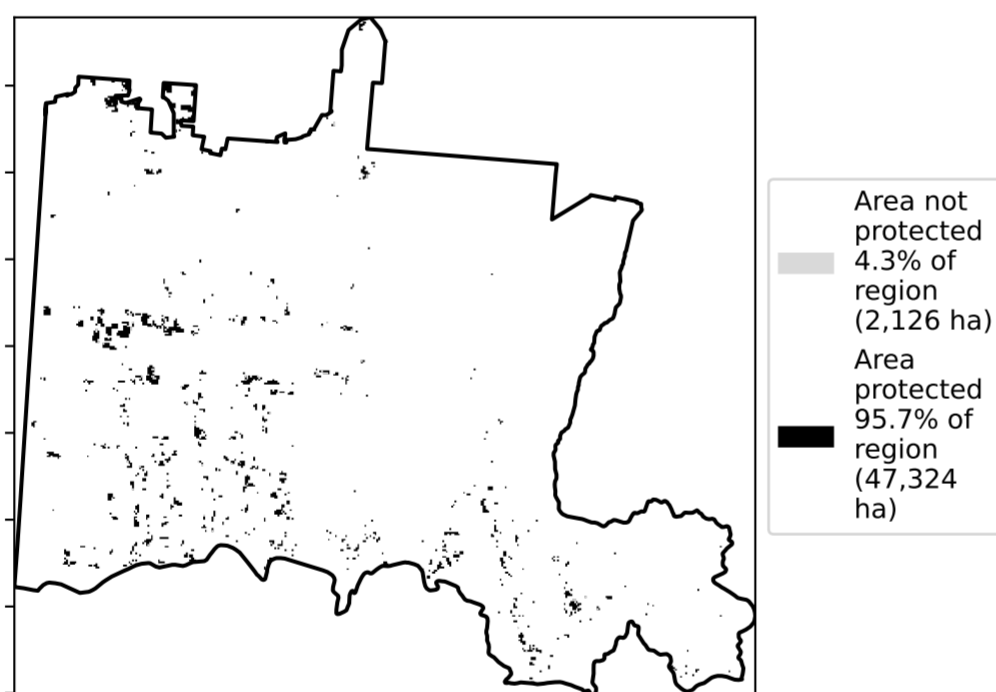 Area not
protected
4.3% of
region
(2,126 ha)
Area
protected
95.7% of
region
(47,324
ha)